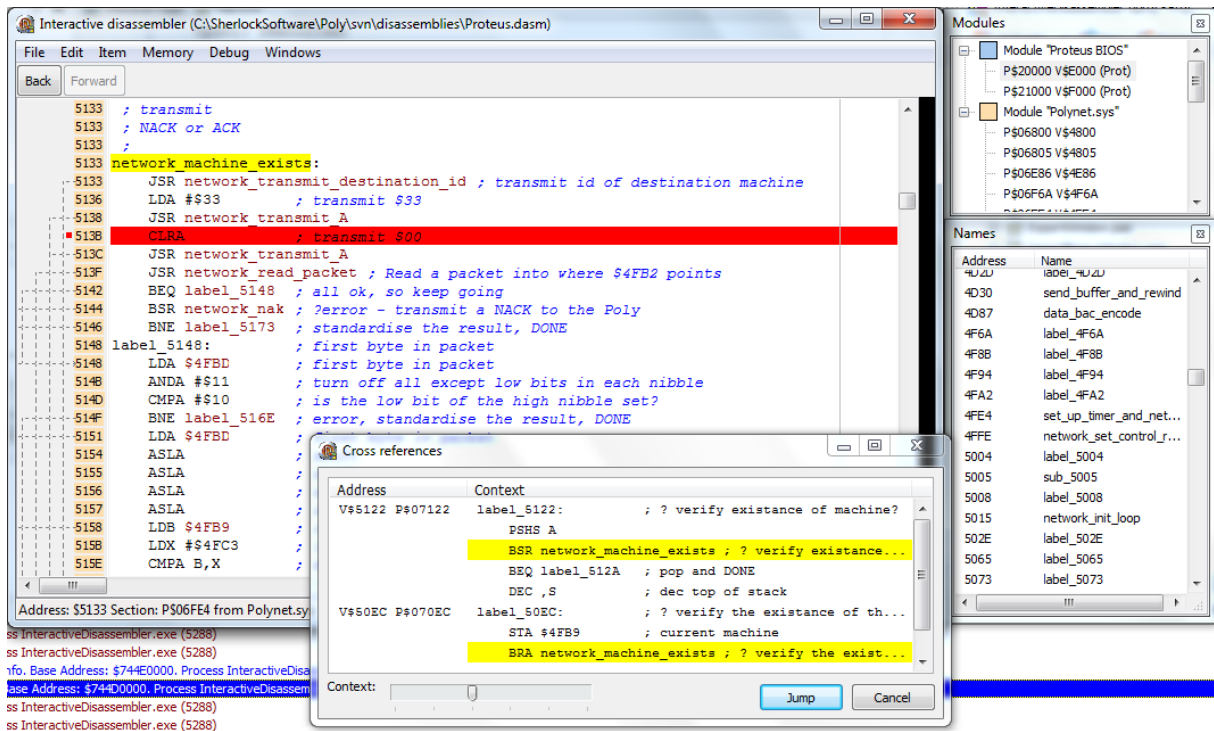 Interactive disassembler (C:\SherlockSoftware\Poly\svn\disassemblies\Proteus.dasm)
File Edit Item Memory Debug Windows
Back Forward
5133 ; transmit
5133 ; NACK or ACK
5133 ;
5133 network_machine_exists:
5133 JSR network_transmit_destination_id ; transmit id of destination machine
5136 LDA #$33 ; transmit $33
5138 JSR network_transmit_A
513B CLRA ; transmit $00
513C JSR network_transmit_A
513F JSR network_read_packet ; Read a packet into where $4FB2 points
5142 BEQ label_5148 ; all ok, so keep going
5144 BSR network_nak ; ?error - transmit a NACK to the Poly
5146 BNE label_5173 ; standardise the result, DONE
5148 label_5148: ; first byte in packet
5148 LDA $4FBD ; first byte in packet
514B ANDA #$11 ; turn off all except low bits in each nibble
514D CMPA #$10 ; is the low bit of the high nibble set?
514F BNE label_516E ; error, standardise the result, DONE
5151 LDA $4FBD ;
5154 ASLA ;
5155 ASLA ;
5156 ASLA ;
5157 ASLA ;
5158 LDB $4FB9 ;
515B LDX #$4FC3 ;
515E CMPA B,X ;
Address: $5133 Section: P$06FE4 from Polynet.sy
ss InteractiveDisassembler.exe (5288)
ss InteractiveDisassembler.exe (5288)
nfo. Base Address: $744E0000. Process InteractiveDisa
Base Address: $744D0000. Process InteractiveDisassem
ss InteractiveDisassembler.exe (5288)
ss InteractiveDisassembler.exe (5288)
Cross references
Address Context
V$5122 P$07122 label_5122: ; ? verify existance of machine?
PSHS A
BSR network_machine_exists ; ? verify existance...
BEQ label_512A ; pop and DONE
DEC ,S ; dec top of stack
V$50EC P$070EC label_50EC: ; ? verify the existance of th...
STA $4FB9 ; current machine
BRA network_machine_exists ; ? verify the exist...
Context:
Jump Cancel
Modules
Module "Proteus BIOS"
P$20000 V$E000 (Prot)
P$21000 V$F000 (Prot)
Module "Polynet.sys"
P$06800 V$4800
P$06805 V$4805
P$06E86 V$4E86
P$06F6A V$4F6A
Names
Address Name
4D2D label_4D2D
4D30 send_buffer_and_rewind
4D87 data_bac_encode
4F6A label_4F6A
4F8B label_4F8B
4F94 label_4F94
4FA2 label_4FA2
4FE4 set_up_timer_and_net...
4FFE network_set_control_r...
5004 label_5004
5005 sub_5005
5008 label_5008
5015 network_init_loop
502E label_502E
5065 label_5065
5073 label_5073